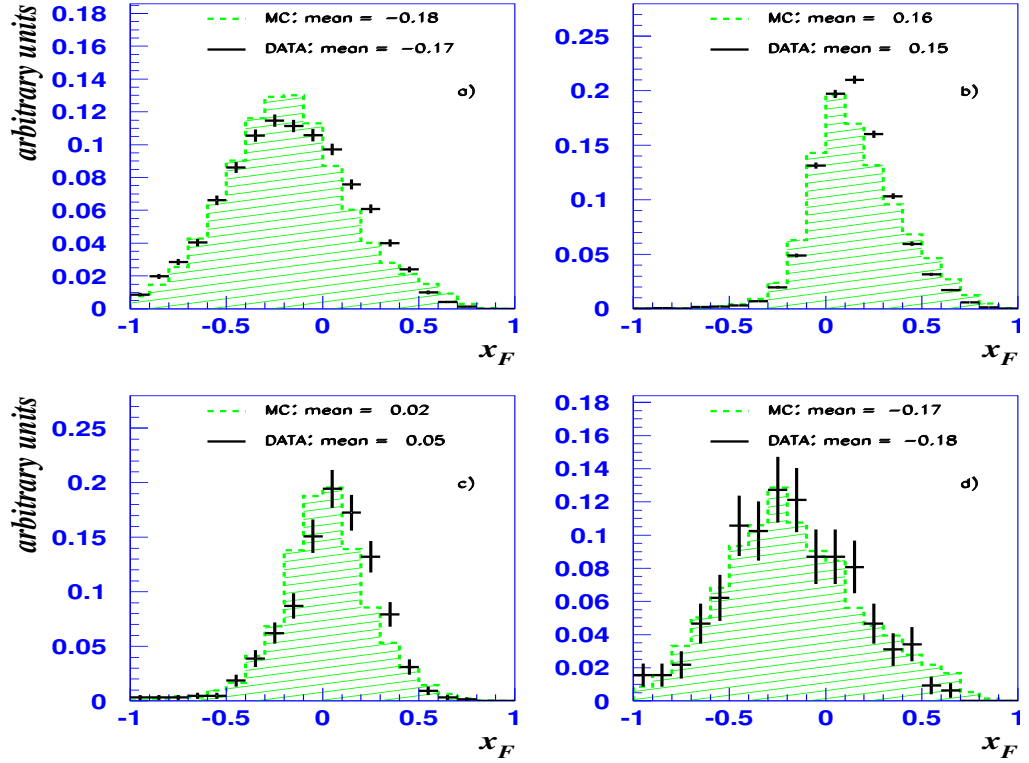 arbitrary units
MC: mean = -0.18
DATA: mean = -0.17
a)
0.18
0.16
0.14
0.12
0.1
0.08
0.06
0.04
0.02
0
-1 -0.5 0 0.5 1
x_F
MC: mean = 0.16
DATA: mean = 0.15
b)
0.25
0.2
0.15
0.1
0.05
0
-1 -0.5 0 0.5 1
x_F
arbitrary units
MC: mean = 0.02
DATA: mean = 0.05
c)
0.25
0.2
0.15
0.1
0.05
0
-1 -0.5 0 0.5 1
x_F
MC: mean = -0.17
DATA: mean = -0.18
d)
0.18
0.16
0.14
0.12
0.1
0.08
0.06
0.04
0.02
0
-1 -0.5 0 0.5 1
x_F